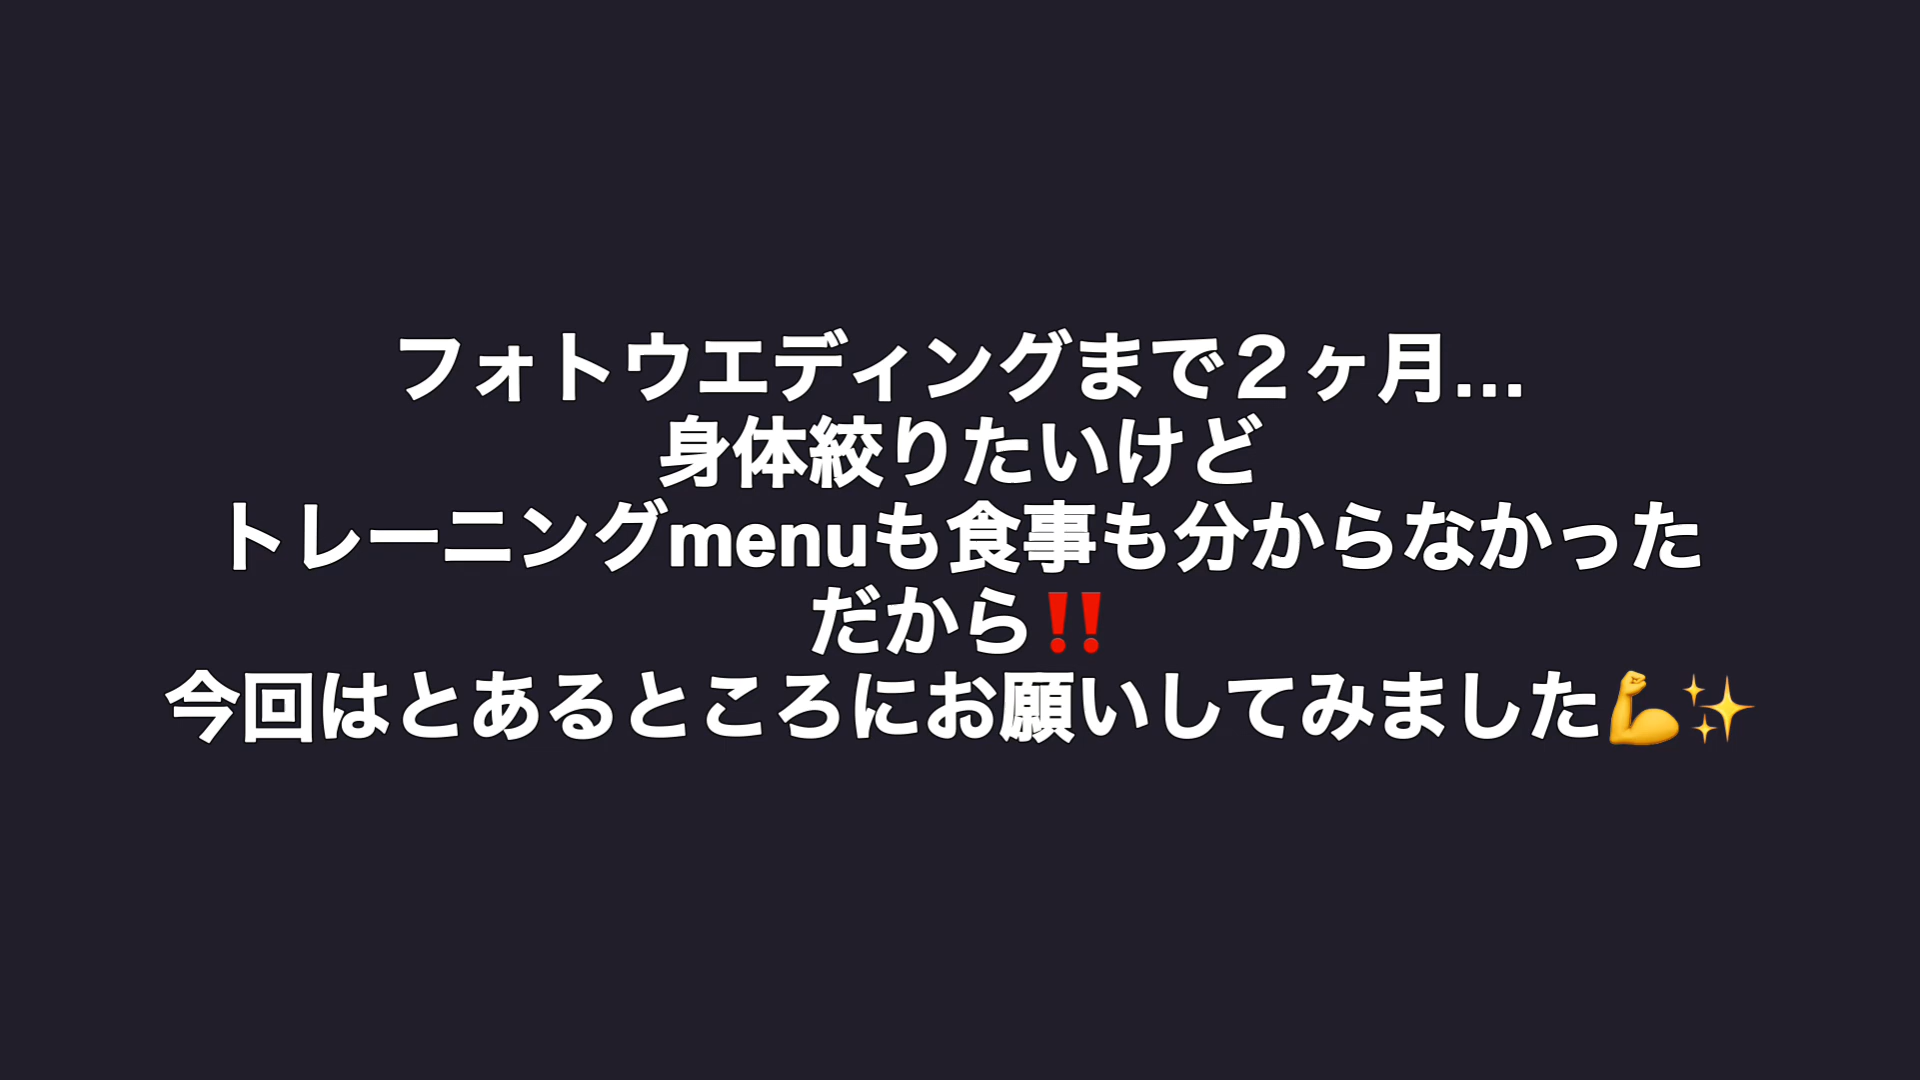 フォトウエディングまで２ヶ月…
身体絞りたいけど
トレーニングmenuも食事も分からなかった
だから‼️
今回はとあるところにお願いしてみました💪✨